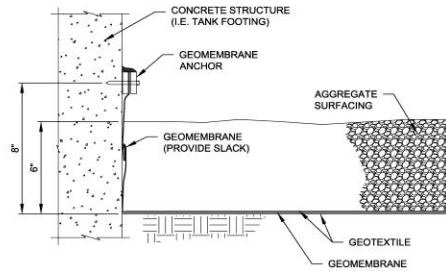 CONCRETE STRUCTURE
(I.E. TANK FOOTING)
GEOMEMBRANE
ANCHOR
AGGREGATE
SURFACING
GEOMEMBRANE
(PROVIDE SLACK)
8"
6"
GEOTEXTILE
GEOMEMBRANE